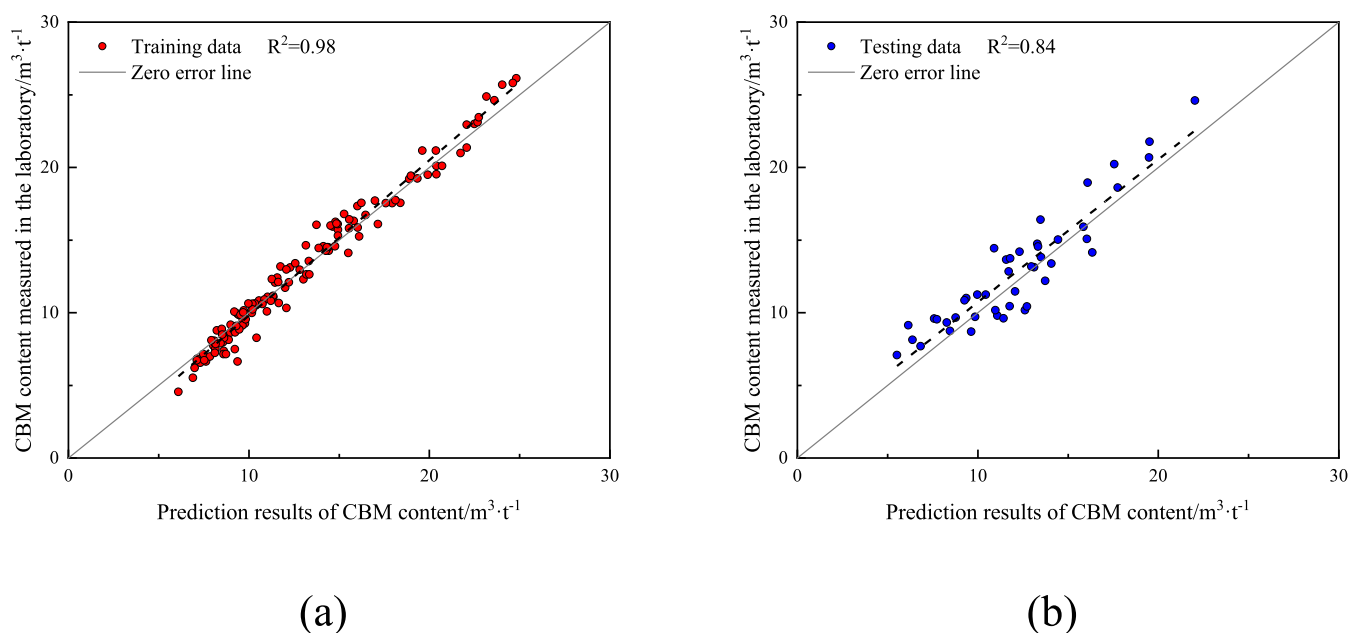 30
20
10
0
0
10
20
30
CBM content measured in the laboratory/m³·t⁻¹
Training data R²=0.98
Zero error line
Prediction results of CBM content/m³·t⁻¹
(a)
30
20
10
0
0
10
20
30
CBM content measured in the laboratory/m³·t⁻¹
Testing data R²=0.84
Zero error line
Prediction results of CBM content/m³·t⁻¹
(b)